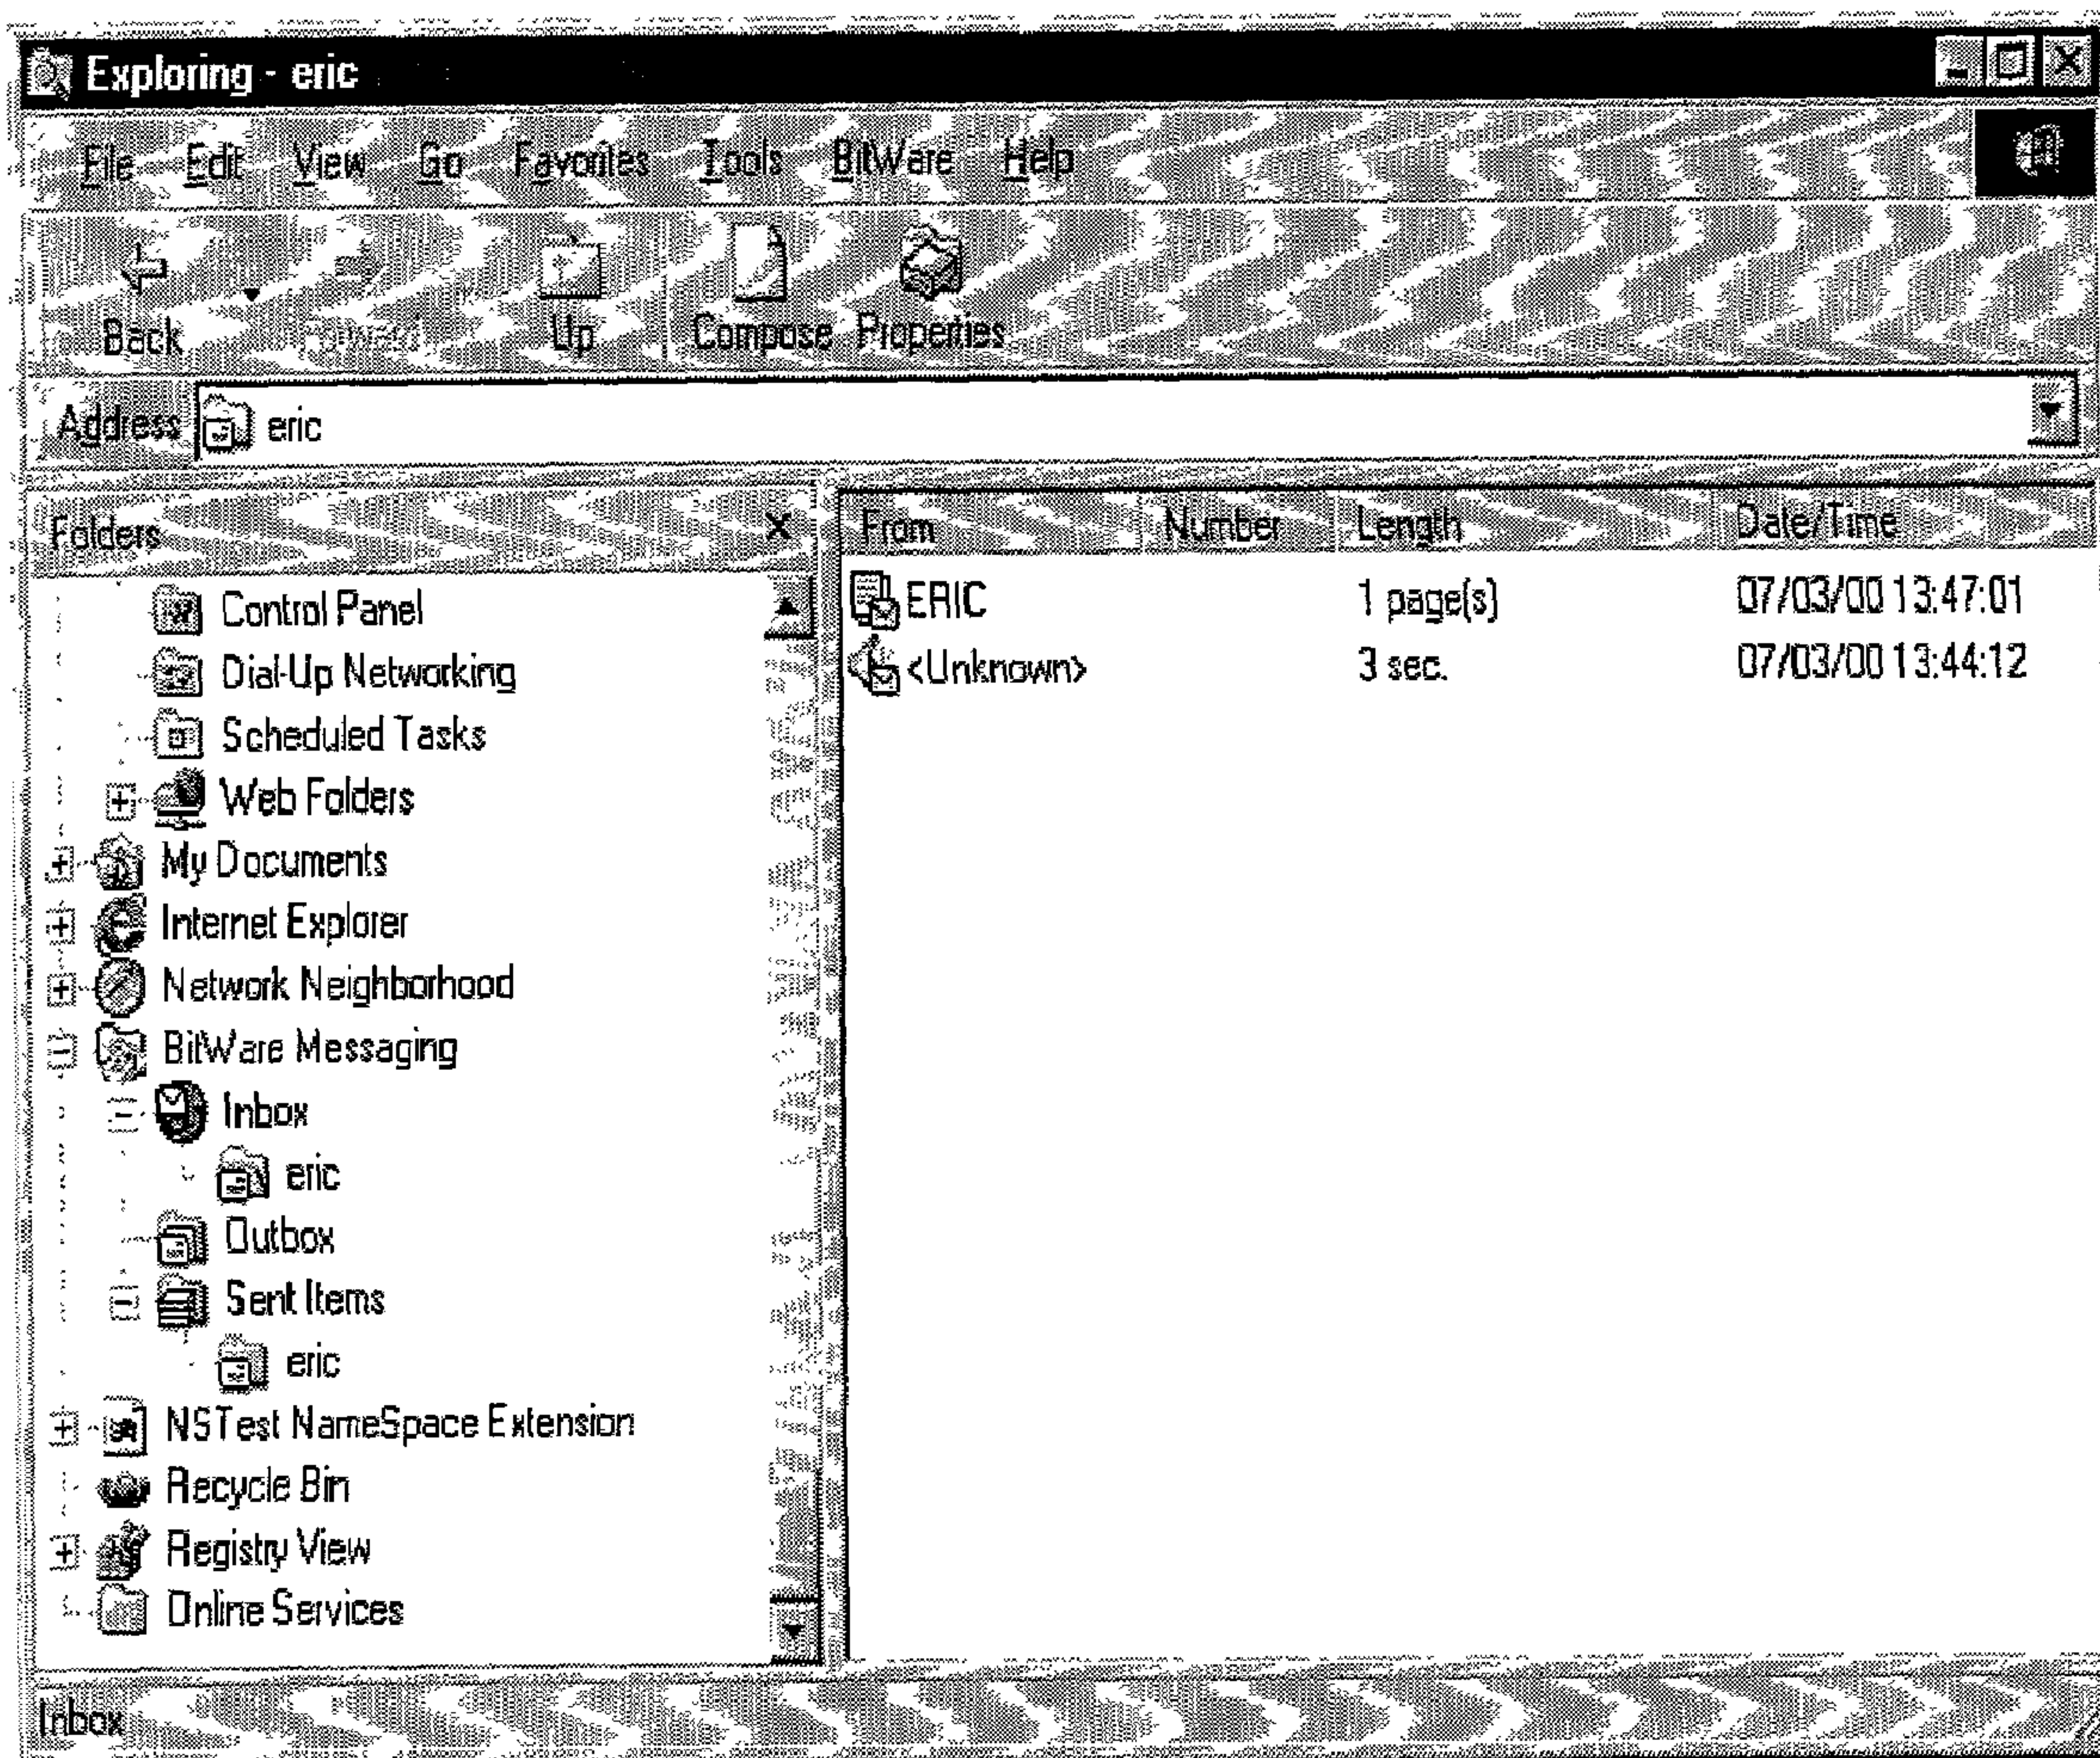 Exploring - eric
File Edit View Go Favorites Tools BitWare Help
Back Forward Up Compose Properties
Address eric
Folders
From Number Length Date/Time
ERIC 1 page(s) 07/03/00 13:47:01
<Unknown> 3 sec. 07/03/00 13:44:12
Control Panel
Dial-Up Networking
Scheduled Tasks
Web Folders
My Documents
Internet Explorer
Network Neighborhood
BitWare Messaging
Inbox
eric
Outbox
Sent Items
eric
NSTest NameSpace Extension
Recycle Bin
Registry View
Online Services
Inbox